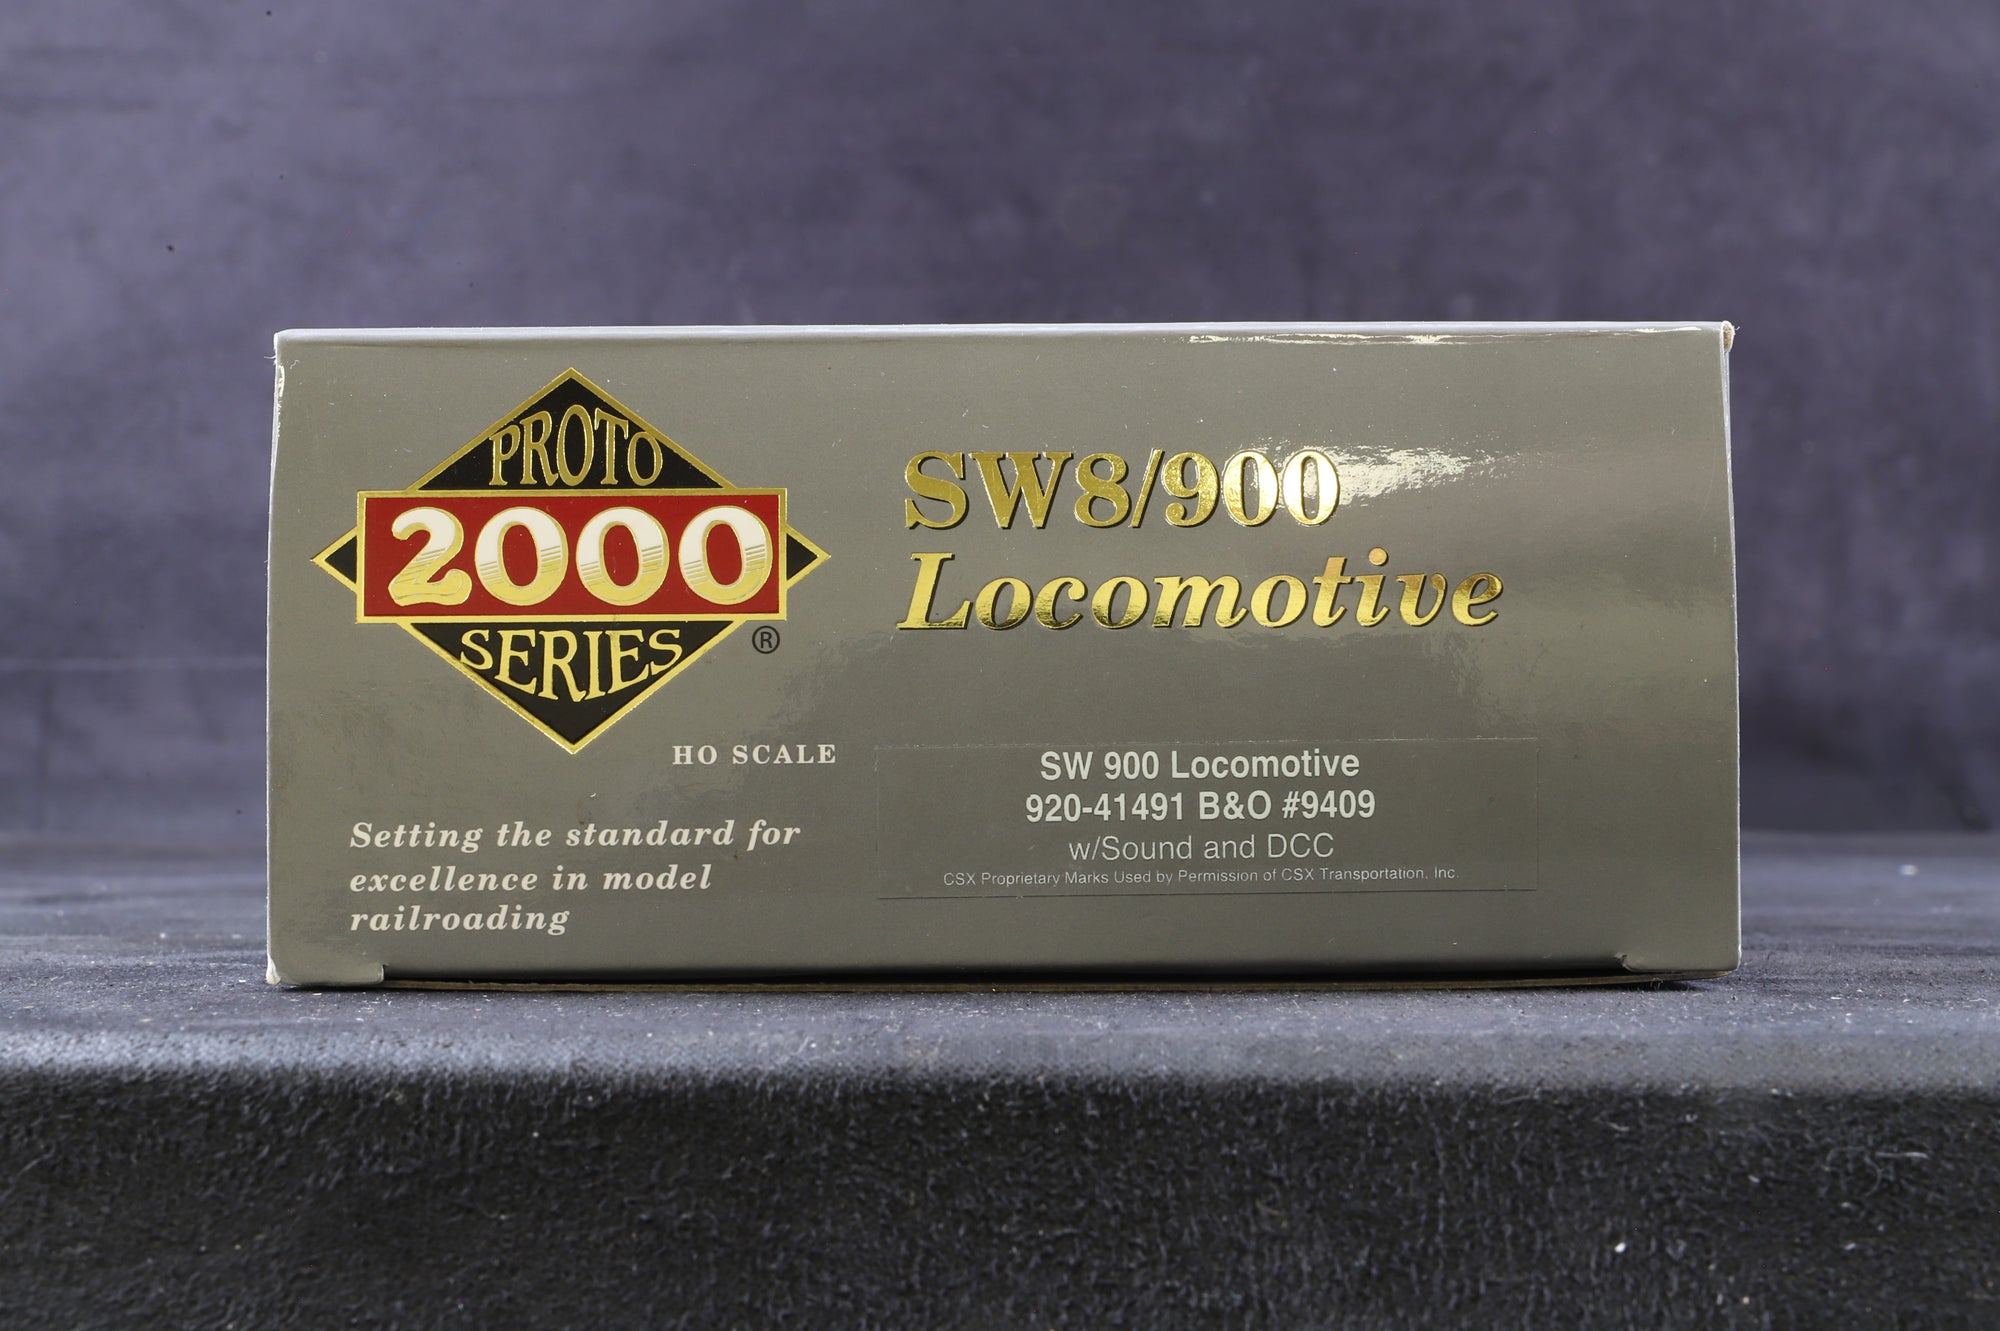 PROTO
2000
SERIES
®
HO SCALE
Setting the standard for
excellence in model
railroading
SW8/900
Locomotive
SW 900 Locomotive
920-41491 B&O #9409
w/Sound and DCC
CSX Proprietary Marks Used by Permission of CSX Transportation, Inc.